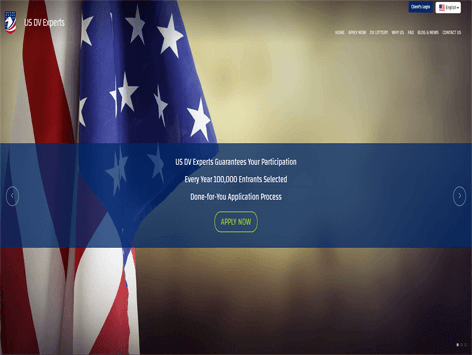 Client's Login
English
US DV Experts
HOME APPLY NOW DV LOTTERY WHY US FAQ BLOG & NEWS CONTACT US
US DV Experts Guarantees Your Participation
Every Year 100,000 Entrants Selected
Done-for-You Application Process
APPLY NOW